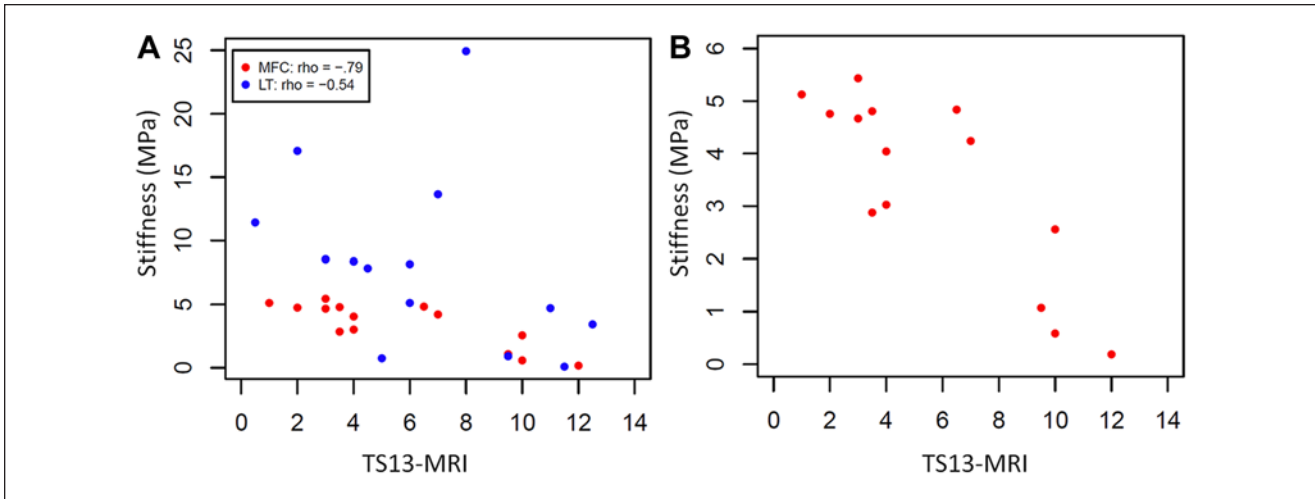 A
Stiffness (MPa)
25
20
15
10
5
0
MFC: rho = −.79
LT: rho = −0.54
0 2 4 6 8 10 12 14
TS13-MRI
B
Stiffness (MPa)
6
5
4
3
2
1
0
0 2 4 6 8 10 12 14
TS13-MRI